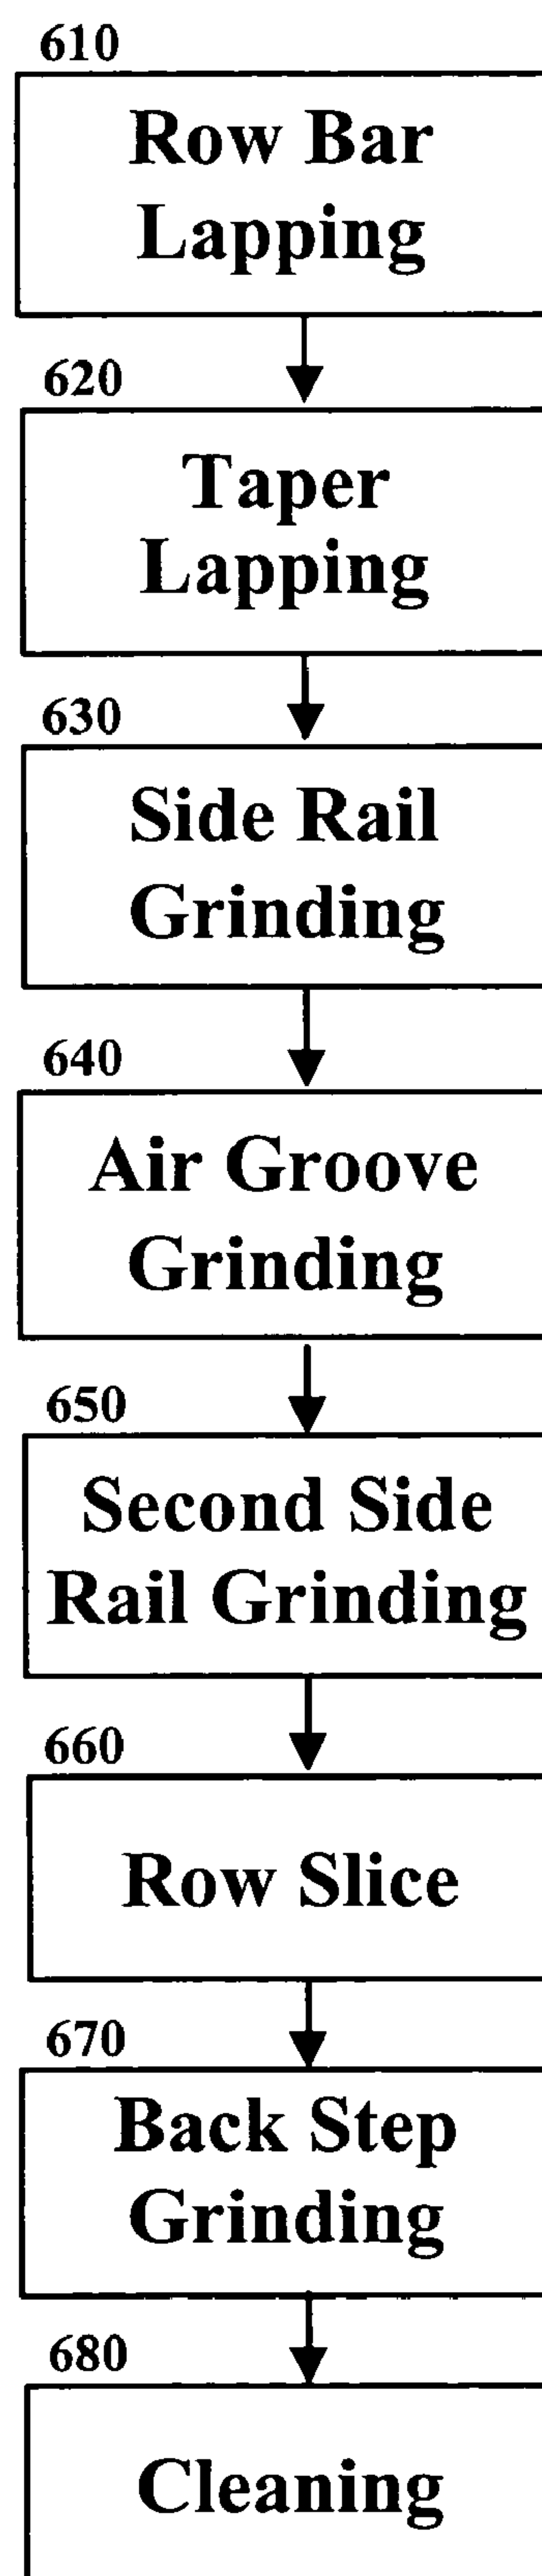 610
Row Bar
Lapping
620
Taper
Lapping
630
Side Rail
Grinding
640
Air Groove
Grinding
650
Second Side
Rail Grinding
660
Row Slice
670
Back Step
Grinding
680
Cleaning